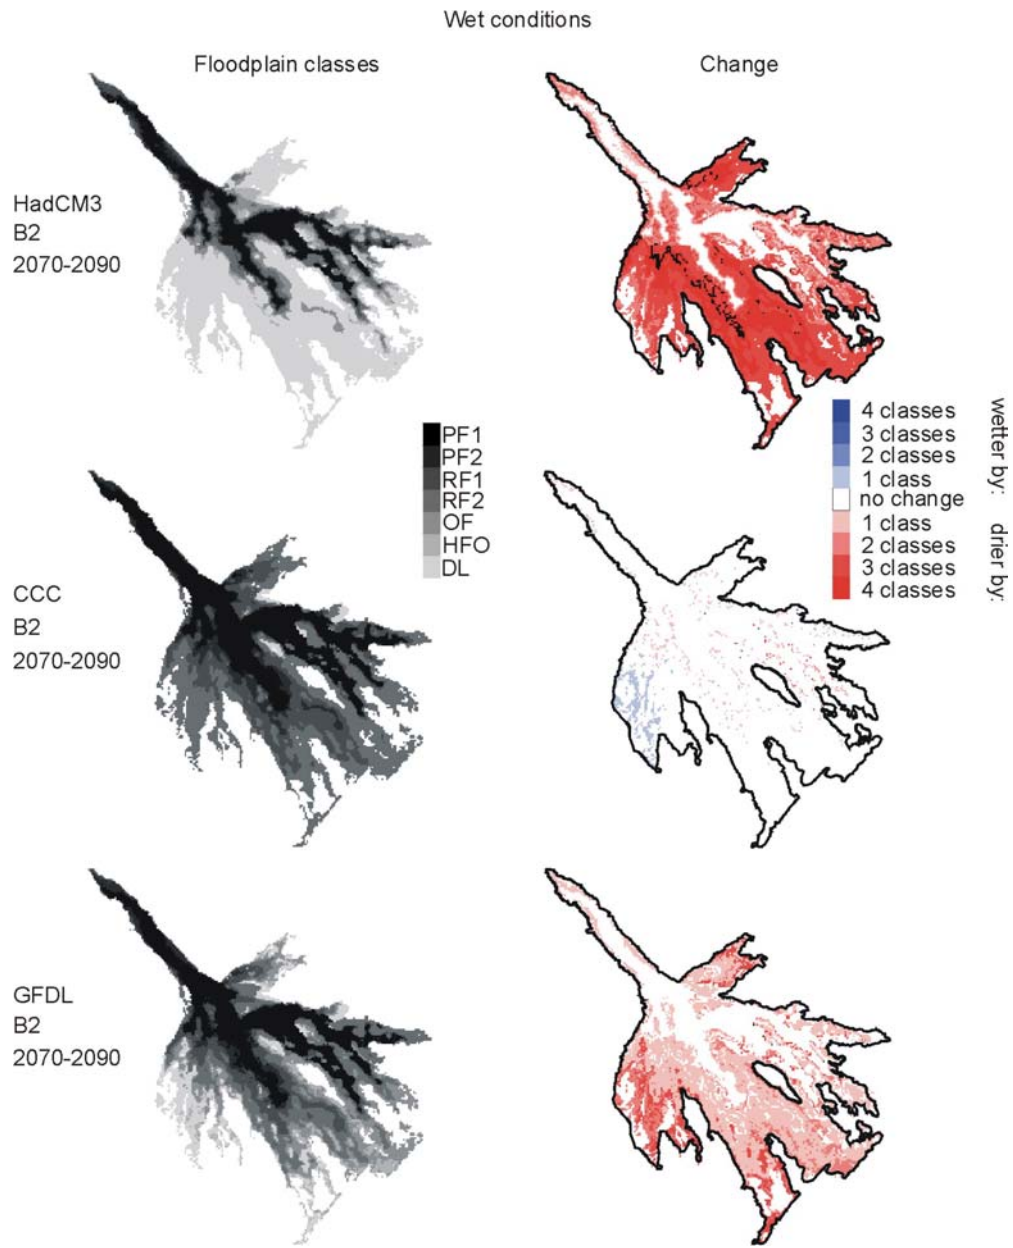 Wet conditions
Floodplain classes
Change
HadCM3
B2
2070-2090
PF1
PF2
RF1
RF2
OF
HFO
DL
4 classes
3 classes
2 classes
1 class
no change
1 class
2 classes
3 classes
4 classes
wetter by:
drier by:
CCC
B2
2070-2090
GFDL
B2
2070-2090